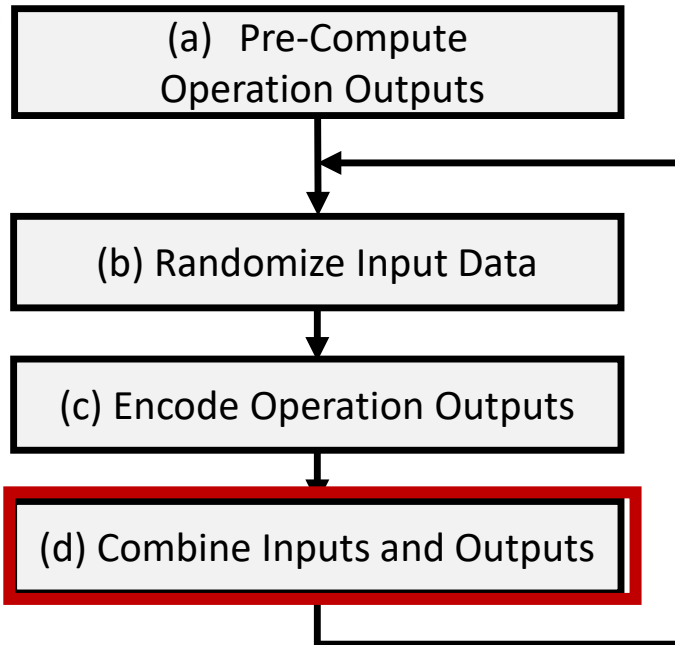 (a) Pre-Compute
Operation Outputs
(b) Randomize Input Data
(c) Encode Operation Outputs
(d) Combine Inputs and Outputs